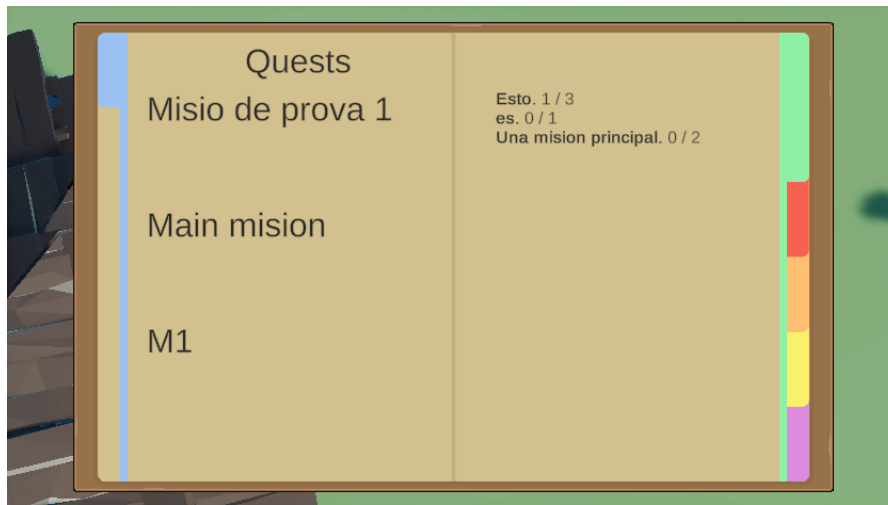 Quests
Misio de prova 1
Main mision
M1
Esto. 1 / 3
es. 0 / 1
Una mision principal. 0 / 2